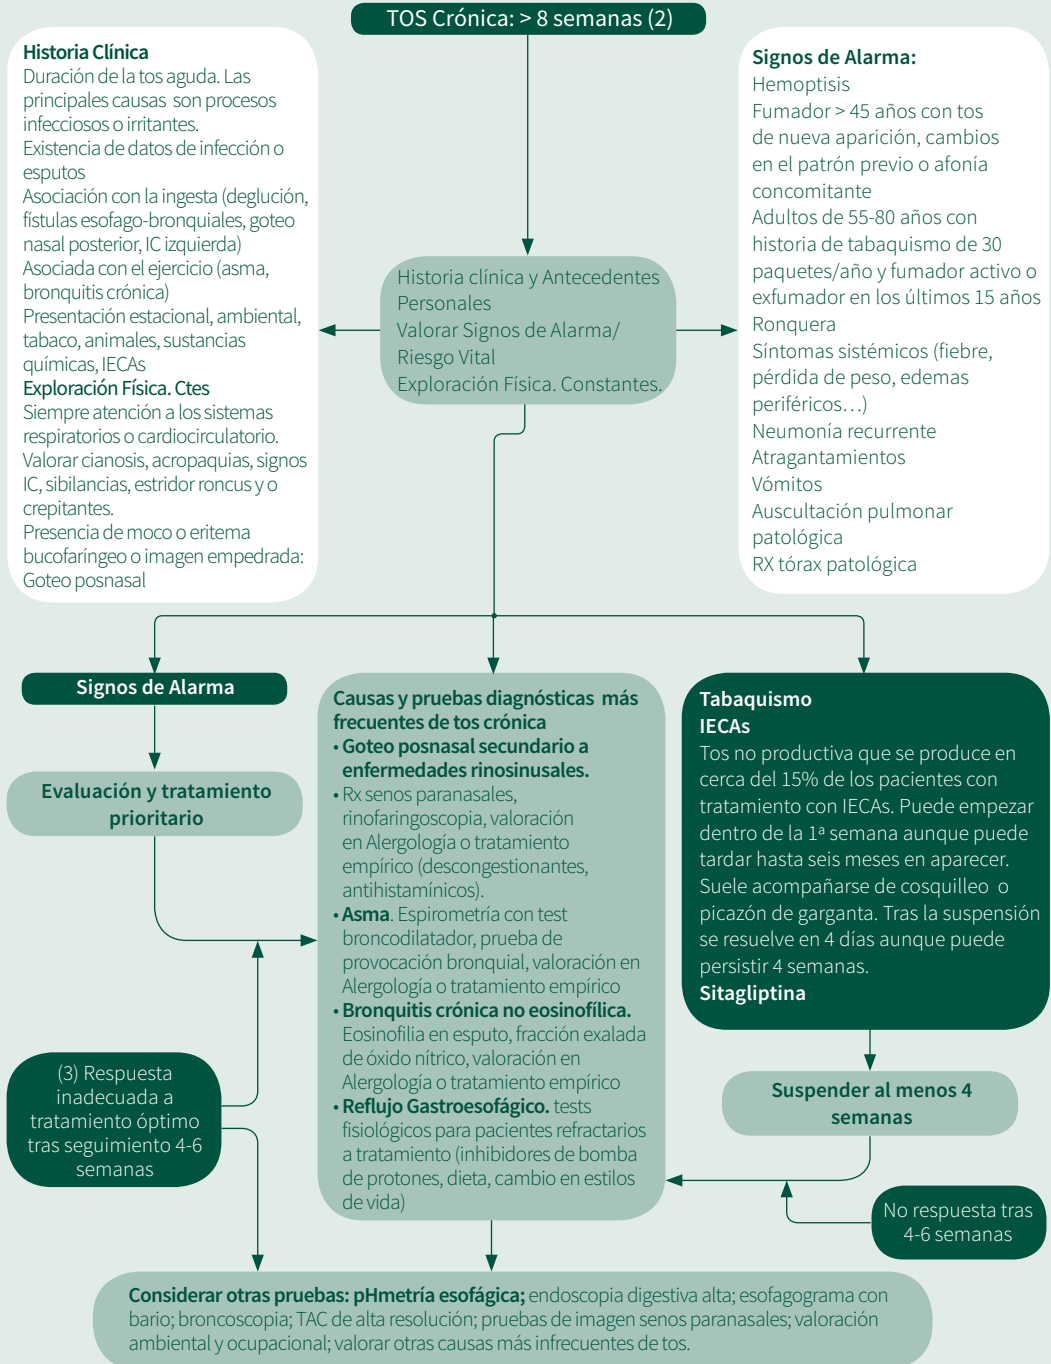 TOS Crónica: > 8 semanas (2)
Historia Clínica
Duración de la tos aguda. Las
principales causas son procesos
infecciosos o irritantes.
Existencia de datos de infección o
esputos
Asociación con la ingesta (deglución,
fístulas esofago-bronquiales, goteo
nasal posterior, IC izquierda)
Asociada con el ejercicio (asma,
bronquitis crónica)
Presentación estacional, ambiental,
tabaco, animales, sustancias
químicas, IECAs
Exploración Física. Ctes
Siempre atención a los sistemas
respiratorios o cardiocirculatorio.
Valorar cianosis, acropaquias, signos
IC, sibilancias, estridor roncus y o
crepitantes.
Presencia de moco o eritema
bucofaríngeo o imagen empedrada:
Goteo posnasal
Historia clínica y Antecedentes
Personales
Valorar Signos de Alarma/
Riesgo Vital
Exploración Física. Constantes.
Signos de Alarma:
Hemoptisis
Fumador > 45 años con tos
de nueva aparición, cambios
en el patrón previo o afonía
concomitante
Adultos de 55-80 años con
historia de tabaquismo de 30
paquetes/año y fumador activo o
exfumador en los últimos 15 años
Ronquera
Síntomas sistémicos (fiebre,
pérdida de peso, edemas
periféricos…)
Neumonía recurrente
Atragantamientos
Vómitos
Auscultación pulmonar
patológica
RX tórax patológica
Signos de Alarma
Evaluación y tratamiento
prioritario
(3) Respuesta
inadecuada a
tratamiento óptimo
tras seguimiento 4-6
semanas
Causas y pruebas diagnósticas más
frecuentes de tos crónica
• Goteo posnasal secundario a
enfermedades rinosinusales.
• Rx senos paranasales,
rinofaringoscopia, valoración
en Alergología o tratamiento
empírico (descongestionantes,
antihistamínicos).
• Asma. Espirometría con test
broncodilatador, prueba de
provocación bronquial, valoración en
Alergología o tratamiento empírico
• Bronquitis crónica no eosinofílica.
Eosinofilia en esputo, fracción exalada
de óxido nítrico, valoración en
Alergología o tratamiento empírico
• Reflujo Gastroesofágico. tests
fisiológicos para pacientes refractarios
a tratamiento (inhibidores de bomba
de protones, dieta, cambio en estilos
de vida)
Tabaquismo
IECAs
Tos no productiva que se produce en
cerca del 15% de los pacientes con
tratamiento con IECAs. Puede empezar
dentro de la 1ª semana aunque puede
tardar hasta seis meses en aparecer.
Suele acompañarse de cosquilleo o
picazón de garganta. Tras la suspensión
se resuelve en 4 días aunque puede
persistir 4 semanas.
Sitagliptina
Suspender al menos 4
semanas
No respuesta tras
4-6 semanas
Considerar otras pruebas: pHmetría esofágica; endoscopia digestiva alta; esofagograma con
bario; broncoscopia; TAC de alta resolución; pruebas de imagen senos paranasales; valoración
ambiental y ocupacional; valorar otras causas más infrecuentes de tos.